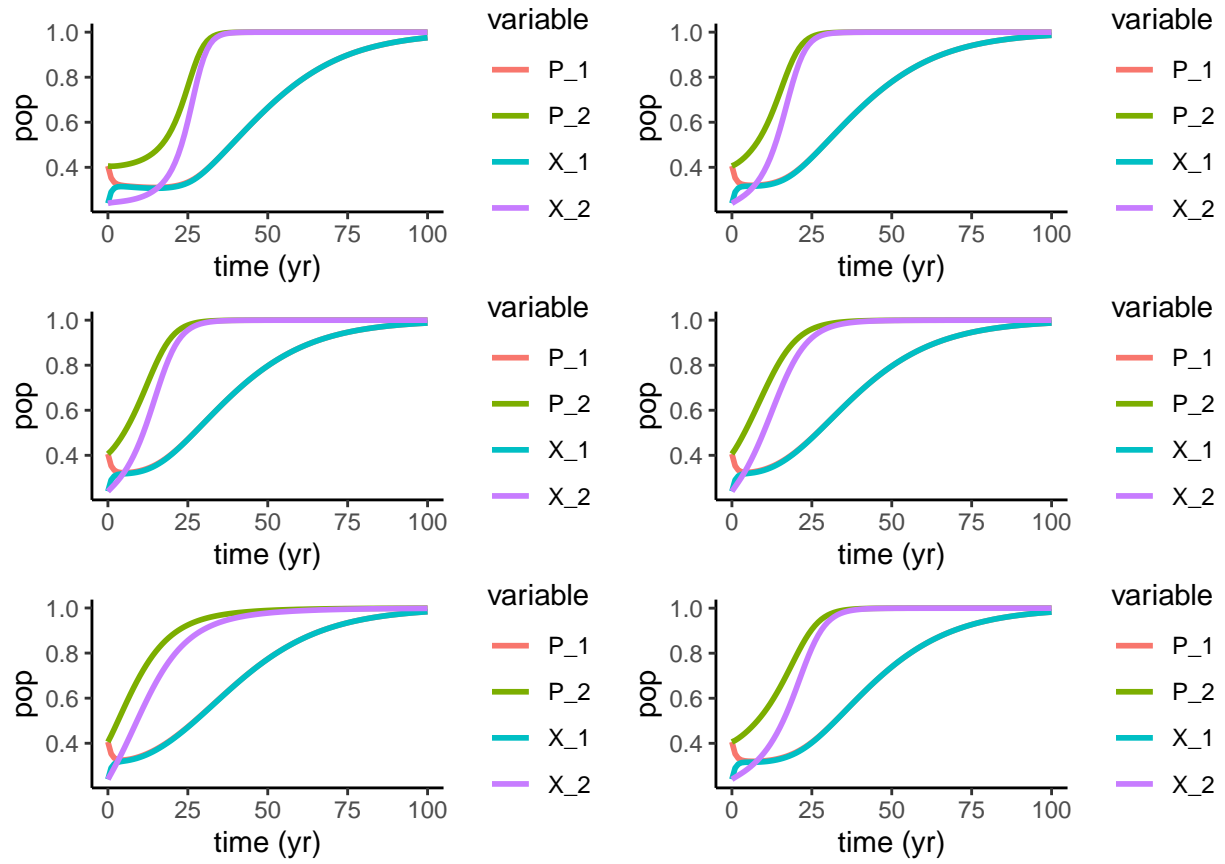 variable
1.0
0.8
0.6
0.4
pop
0
25
50
75
100
time (yr)
P_1
P_2
X_1
X_2
variable
1.0
0.8
0.6
0.4
pop
0
25
50
75
100
time (yr)
P_1
P_2
X_1
X_2
variable
1.0
0.8
0.6
0.4
pop
0
25
50
75
100
time (yr)
P_1
P_2
X_1
X_2
variable
1.0
0.8
0.6
0.4
pop
0
25
50
75
100
time (yr)
P_1
P_2
X_1
X_2
variable
1.0
0.8
0.6
0.4
pop
0
25
50
75
100
time (yr)
P_1
P_2
X_1
X_2
variable
1.0
0.8
0.6
0.4
pop
0
25
50
75
100
time (yr)
P_1
P_2
X_1
X_2